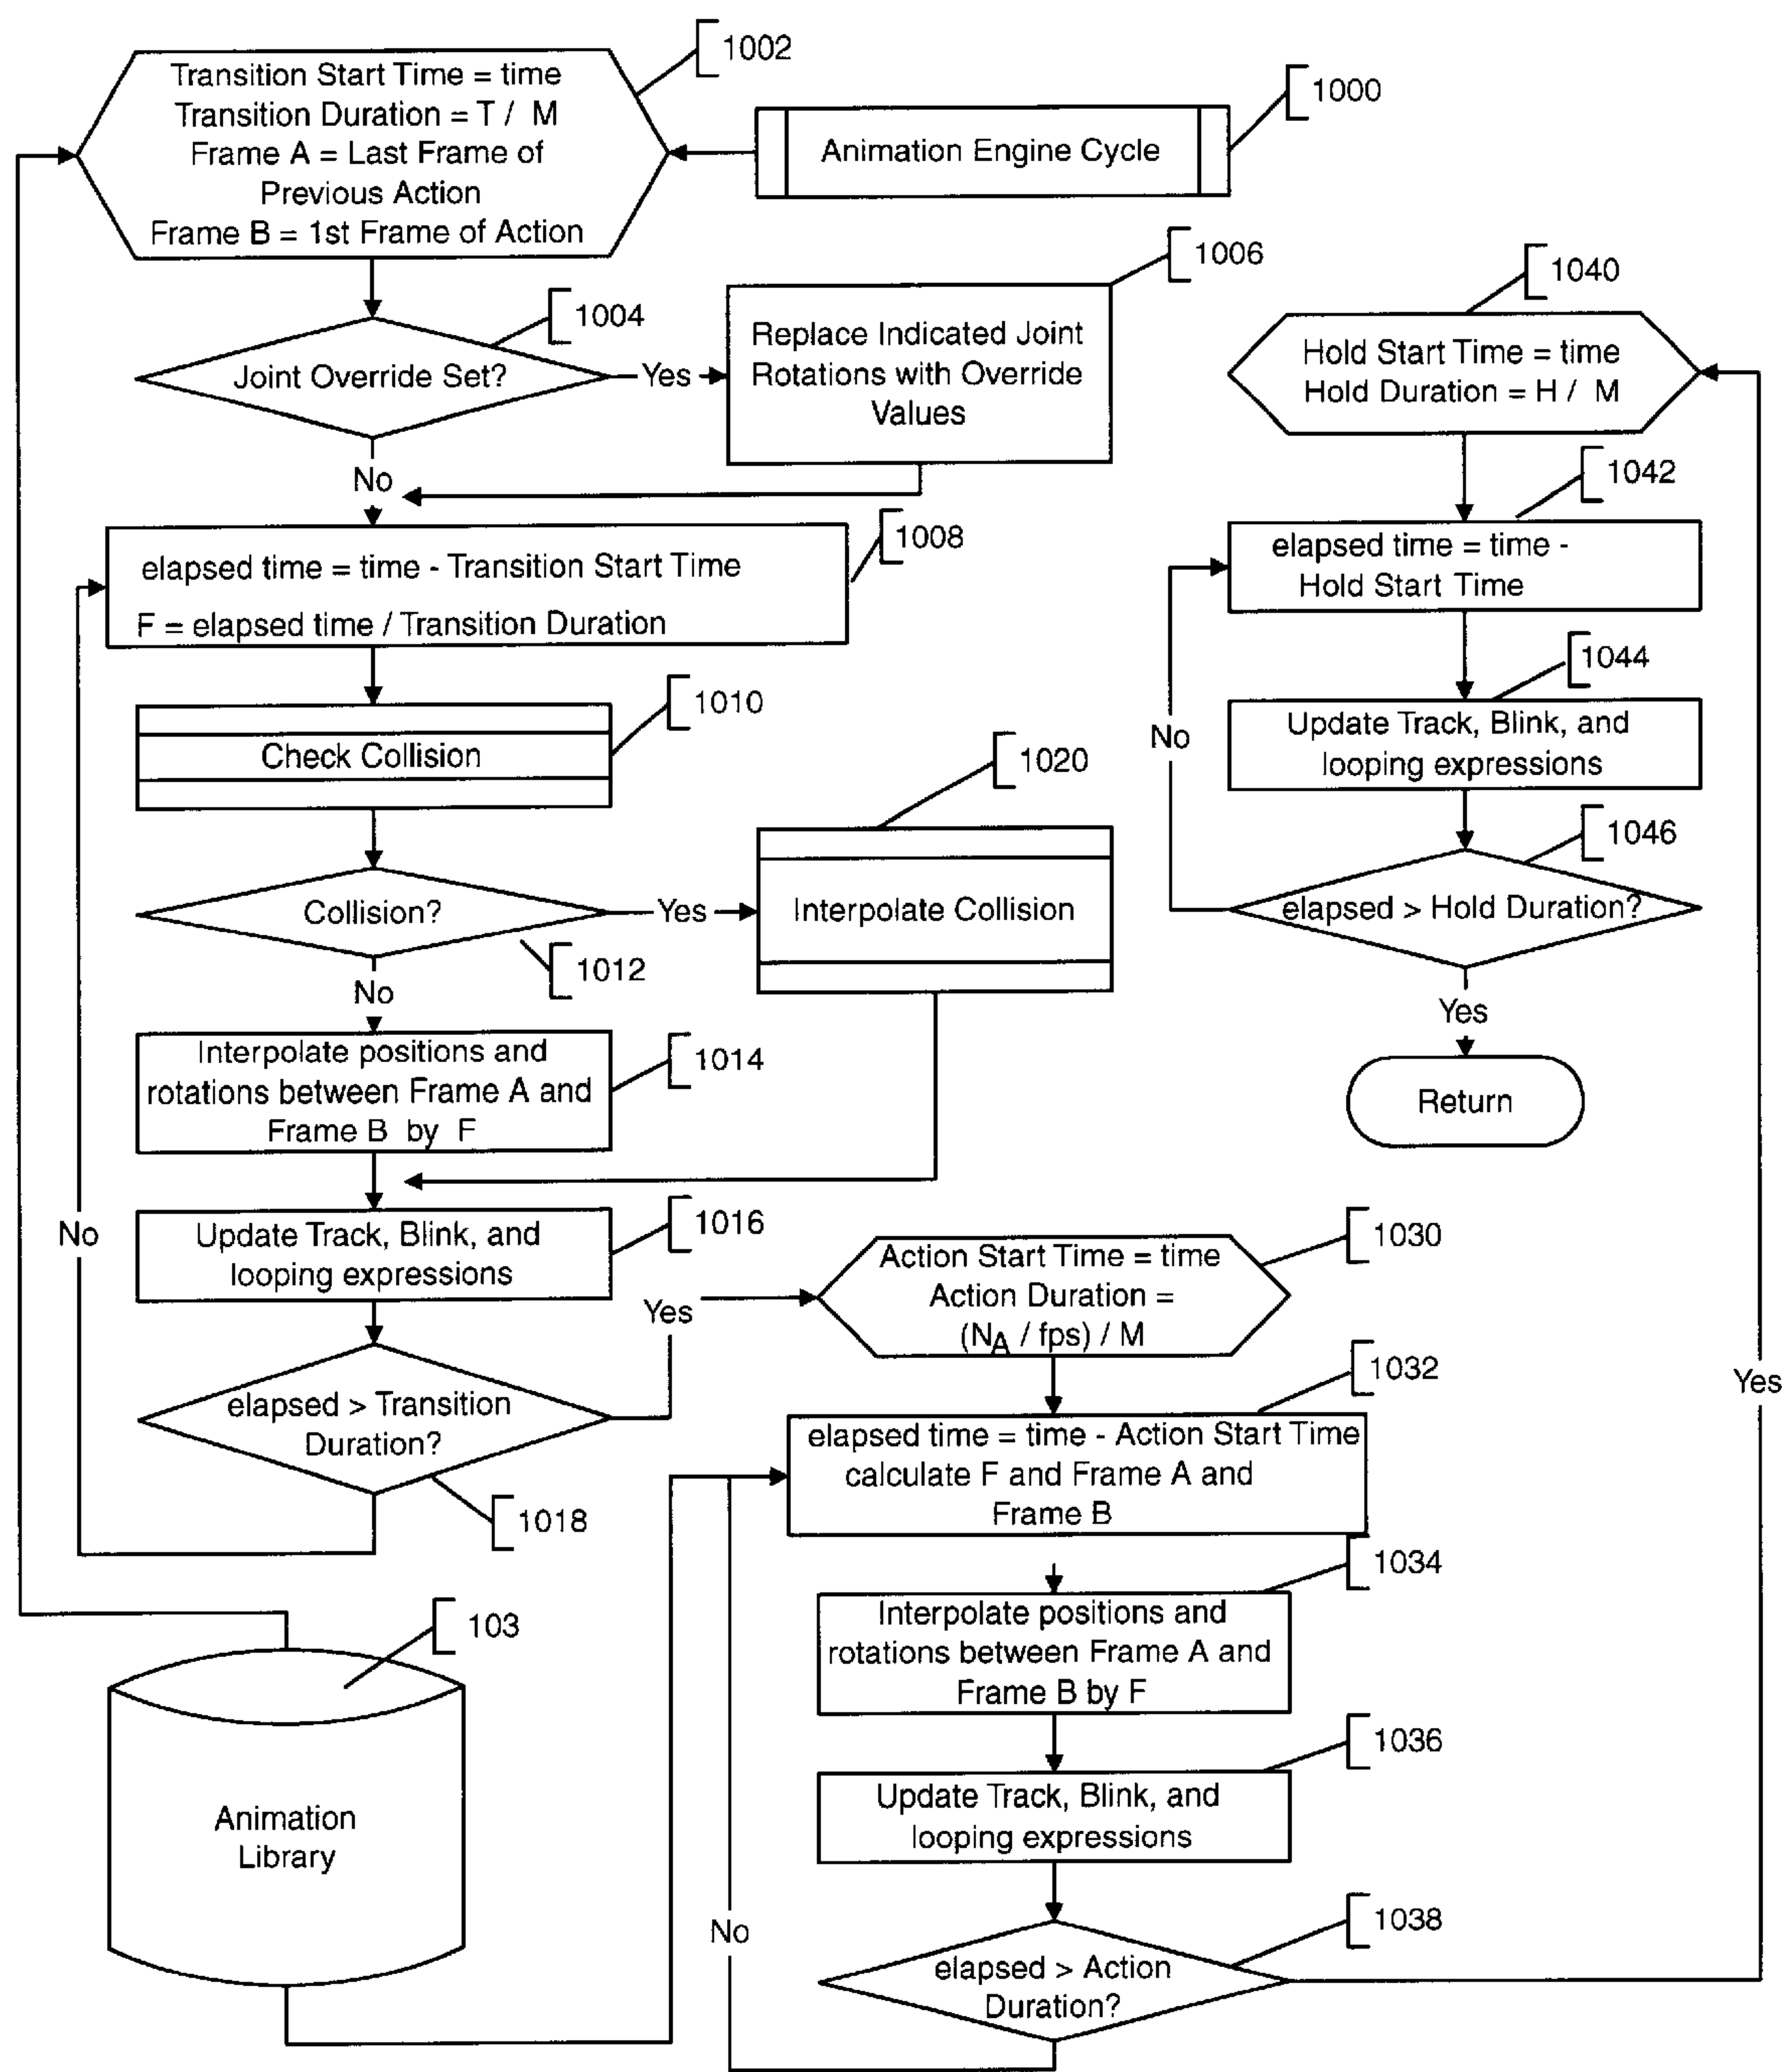 1002
Transition Start Time = time
Transition Duration = T / M
Frame A = Last Frame of
Previous Action
Frame B = 1st Frame of Action
1000
Animation Engine Cycle
1004
Joint Override Set?
Yes
No
1006
Replace Indicated Joint
Rotations with Override
Values
1008
elapsed time = time - Transition Start Time
F = elapsed time / Transition Duration
1010
Check Collision
Collision?
Yes
1012
No
1020
Interpolate Collision
1014
Interpolate positions and
rotations between Frame A and
Frame B by F
1016
Update Track, Blink, and
looping expressions
No
elapsed > Transition
Duration?
Yes
1018
103
Animation
Library
1030
Action Start Time = time
Action Duration =
(NA / fps) / M
1032
elapsed time = time - Action Start Time
calculate F and Frame A and
Frame B
1034
Interpolate positions and
rotations between Frame A and
Frame B by F
1036
Update Track, Blink, and
looping expressions
1038
No
elapsed > Action
Duration?
Yes
1040
Hold Start Time = time
Hold Duration = H / M
1042
elapsed time = time -
Hold Start Time
1044
Update Track, Blink, and
looping expressions
No
1046
elapsed > Hold Duration?
Yes
Return